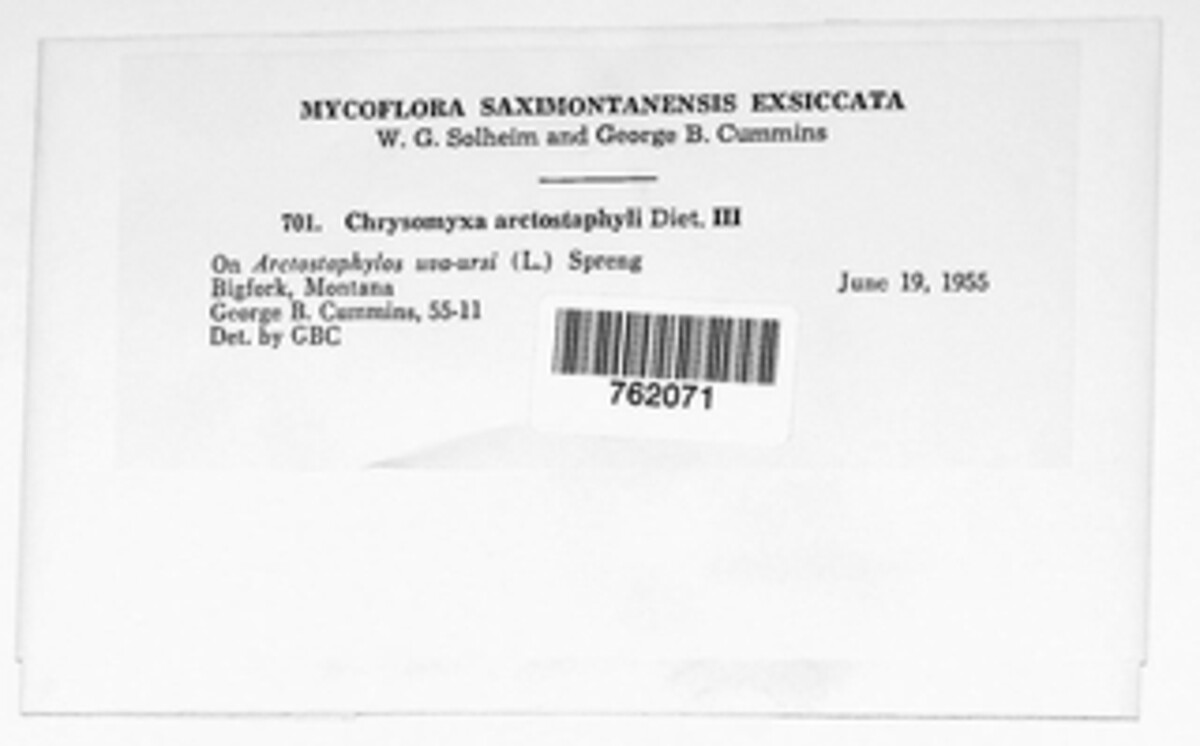 MYCOFLORA SAXIMONTANENSIS EXSICCATA
W. G. Solheim and George B. Cummins
701. Chrysomyxa arctostaphyli Diet. III
On Arctostaphylos uva-ursi (L.) Spreng
Bigfork, Montana
June 19, 1955
George B. Cummins, 55-11
Det. by GBC
762071